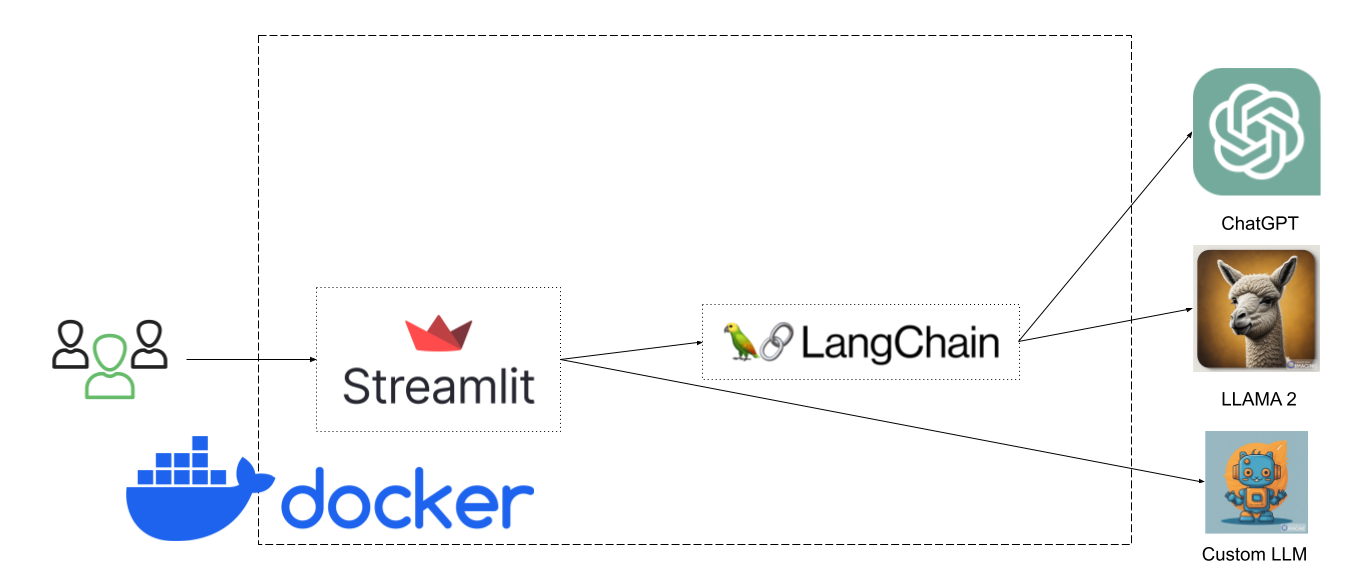 ChatGPT
Streamlit
LangChain
LLAMA 2
docker
Custom LLM